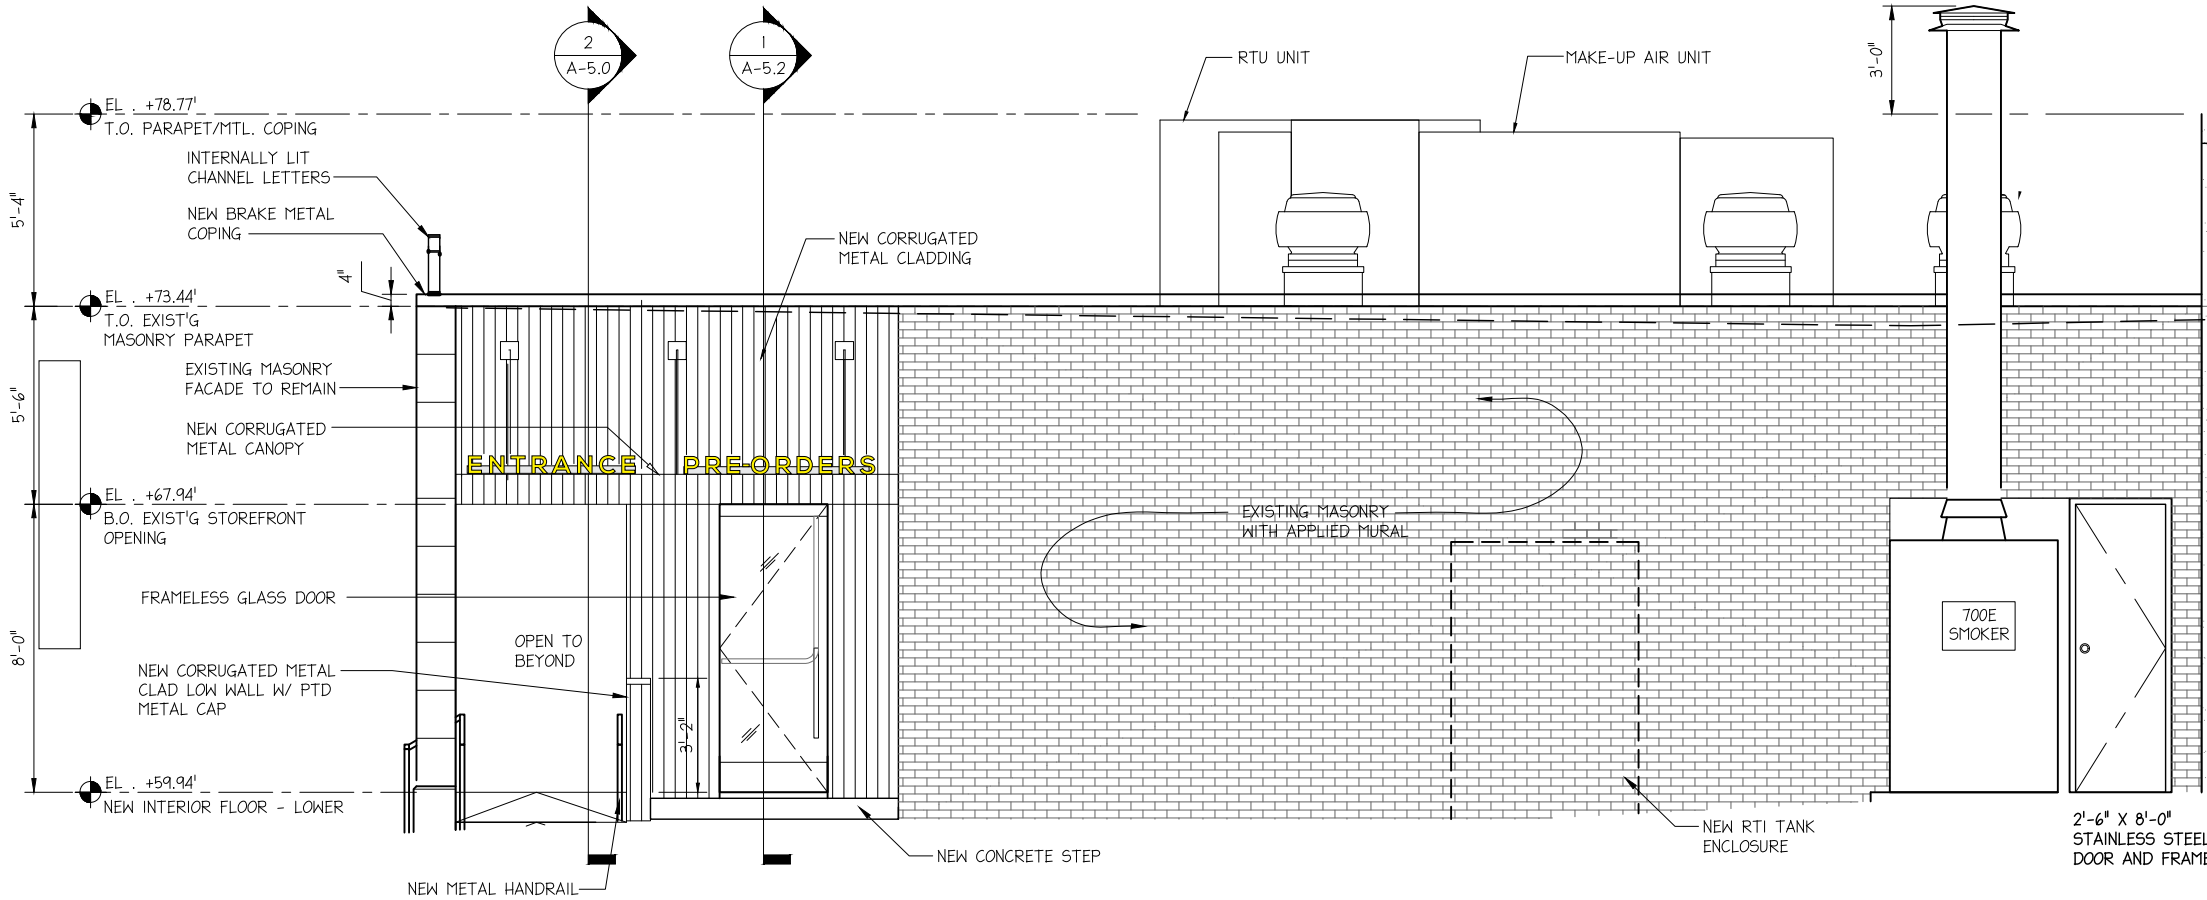 2
A-5.0
1
A-5.2
3'-0"
RTU UNIT
MAKE-UP AIR UNIT
EL . +78.77'
T.O. PARAPET/MTL. COPING
INTERNALLY LIT
CHANNEL LETTERS
5'-4"
NEW BRAKE METAL
COPING
NEW CORRUGATED
METAL CLADDING
4"
EL . +73.44'
T.O. EXIST'G
MASONRY PARAPET
EXISTING MASONRY
FACADE TO REMAIN
5'-6"
NEW CORRUGATED
METAL CANOPY
ENTRANCE
PRE-ORDERS
EL . +67.94'
B.O. EXIST'G STOREFRONT
OPENING
EXISTING MASONRY
WITH APPLIED MURAL
FRAMELESS GLASS DOOR
700E
SMOKER
8'-0"
OPEN TO
BEYOND
NEW CORRUGATED METAL
CLAD LOW WALL W/ PTD
METAL CAP
3'-2"
EL . +59.94'
NEW INTERIOR FLOOR - LOWER
NEW RTI TANK
ENCLOSURE
2'-6" X 8'-0"
STAINLESS STEEL
DOOR AND FRAME
NEW CONCRETE STEP
NEW METAL HANDRAIL